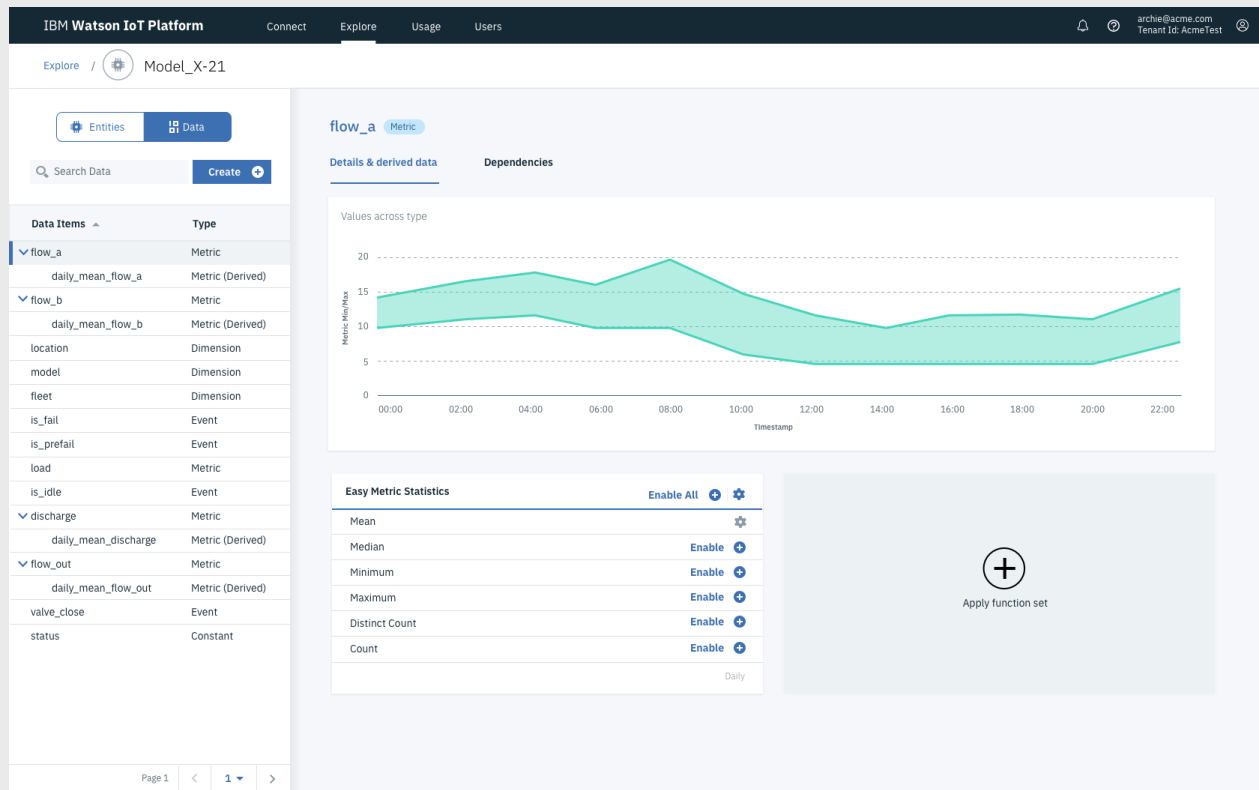 IBM Watson IoT Platform
Connect
Explore
Usage
Users
archie@acme.com
Tenant Id: AcmeTest
Explore / Model_X-21
Entities
Data
Search Data
Create
Data Items Type
flow_a Metric
daily_mean_flow_a Metric (Derived)
flow_b Metric
daily_mean_flow_b Metric (Derived)
location Dimension
model Dimension
fleet Dimension
is_fail Event
is_prefail Event
load Metric
is_idle Event
discharge Metric
daily_mean_discharge Metric (Derived)
flow_out Metric
daily_mean_flow_out Metric (Derived)
valve_close Event
status Constant
Page 1
1
flow_a Metric
Details & derived data
Dependencies
Values across type
Metric Min/Max
20
15
10
5
0
00:00 02:00 04:00 06:00 08:00 10:00 12:00 14:00 16:00 18:00 20:00 22:00
Timestamp
Easy Metric Statistics Enable All
Mean
Median Enable
Minimum Enable
Maximum Enable
Distinct Count Enable
Count Enable
Daily
Apply function set